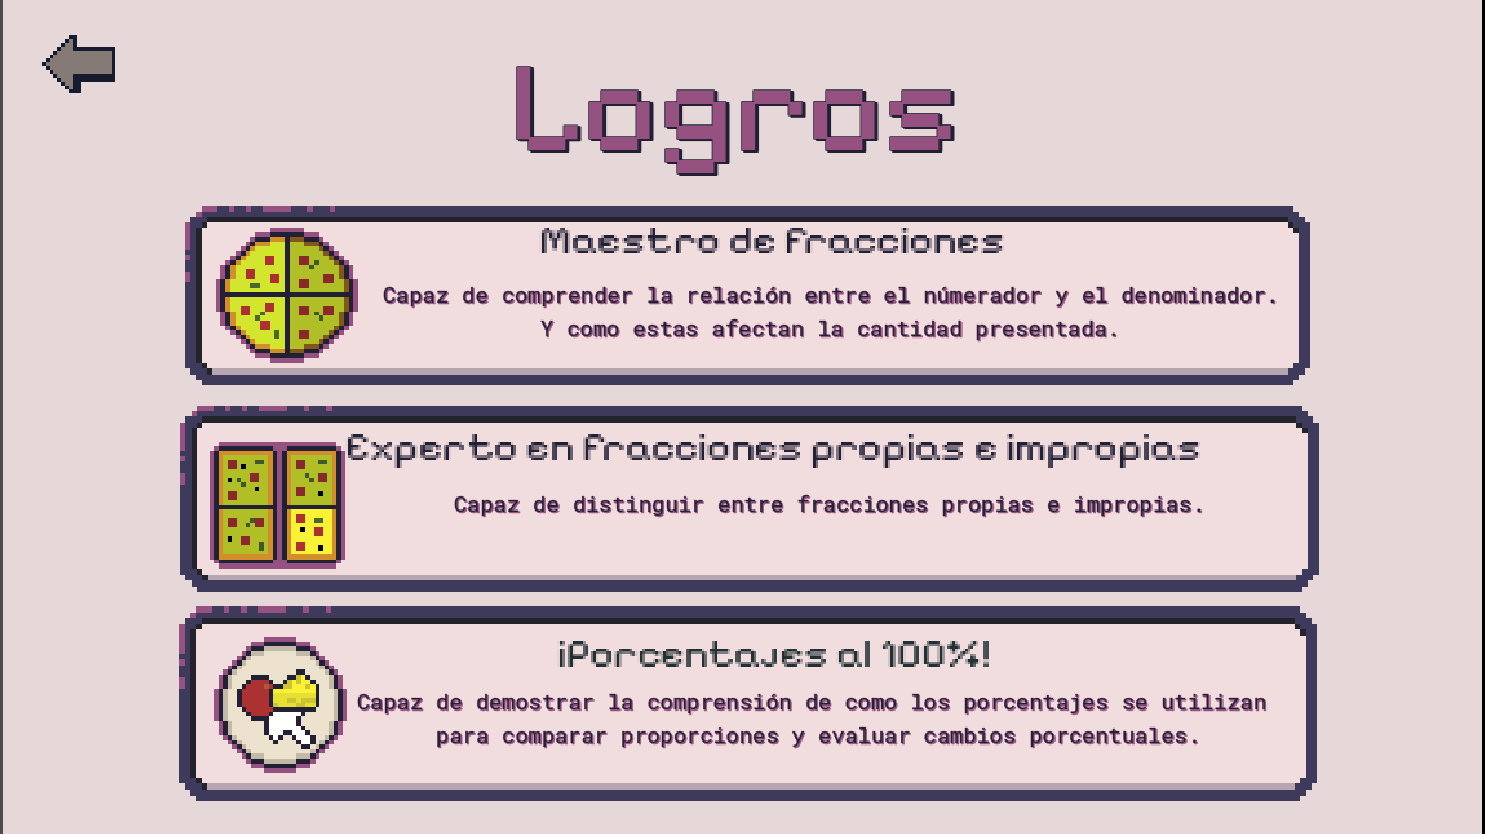 Logros
Maestro de fracciones
Capaz de comprender la relación entre el númerador y el denominador.
Y como estas afectan la cantidad presentada.
Experto en fracciones propias e impropias
Capaz de distinguir entre fracciones propias e impropias.
¡Porcentajes al 100%!
Capaz de demostrar la comprensión de como los porcentajes se utilizan
para comparar proporciones y evaluar cambios porcentuales.